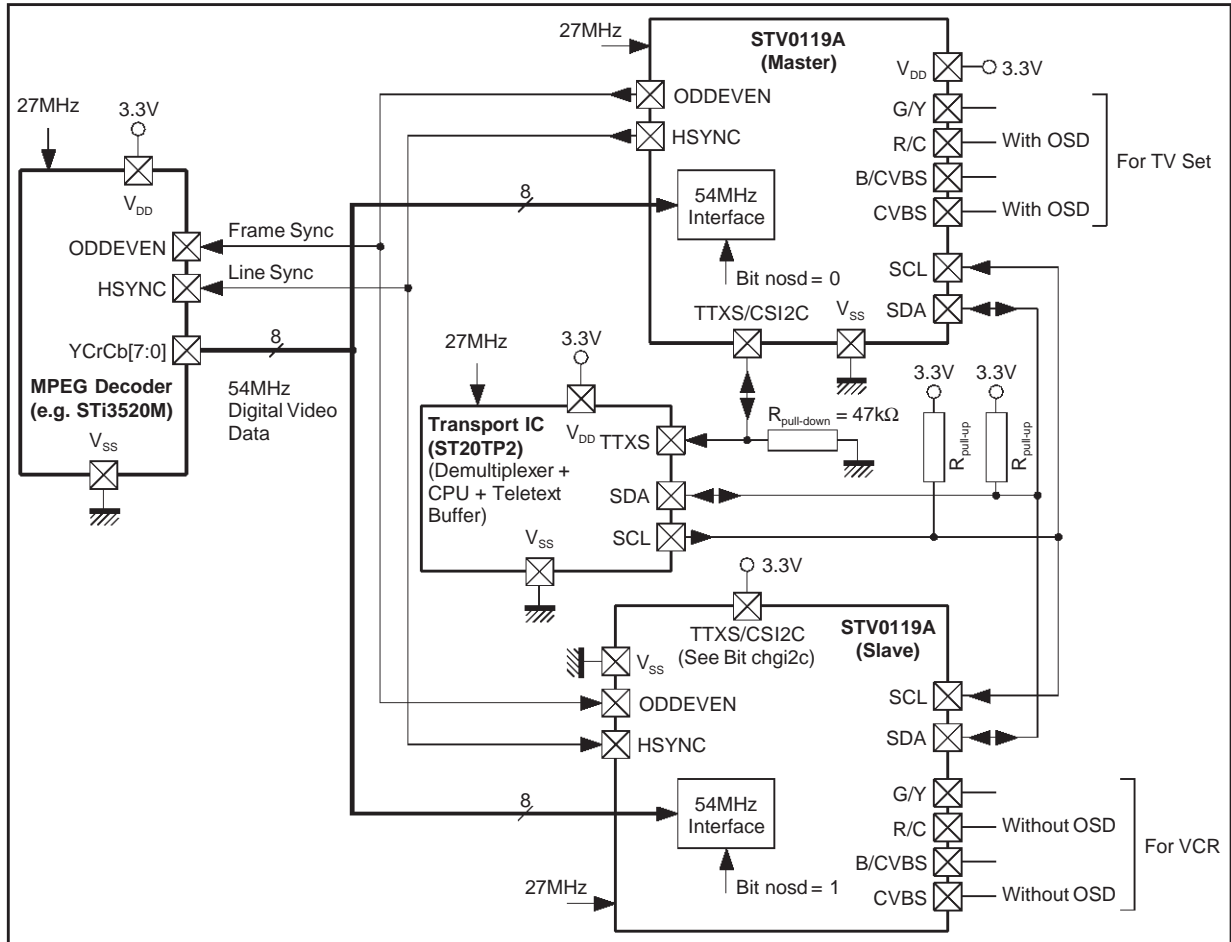 27MHz
3.3V
V_DD
ODDEVEN
HSYNC
YCrCb[7:0]
MPEG Decoder
(e.g. STi3520M)
V_SS
Frame Sync
Line Sync
8
54MHz
Digital Video
Data
27MHz
STV0119A
(Master)
ODDEVEN
HSYNC
8
54MHz
Interface
Bit nosd = 0
TTXS/CSI2C
V_SS
V_DD
3.3V
G/Y
R/C
With OSD
B/CVBS
CVBS
With OSD
For TV Set
SCL
SDA
27MHz
3.3V
V_DD
Transport IC
(ST20TP2)
(Demultiplexer +
CPU + Teletext
Buffer)
TTXS
SDA
SCL
V_SS
R_pull-down = 47kΩ
3.3V
3.3V
R_pull-up
R_pull-up
3.3V
TTXS/CSI2C
(See Bit chgi2c)
STV0119A
(Slave)
V_SS
ODDEVEN
HSYNC
8
54MHz
Interface
Bit nosd = 1
27MHz
SCL
SDA
G/Y
R/C
Without OSD
B/CVBS
CVBS
Without OSD
For VCR